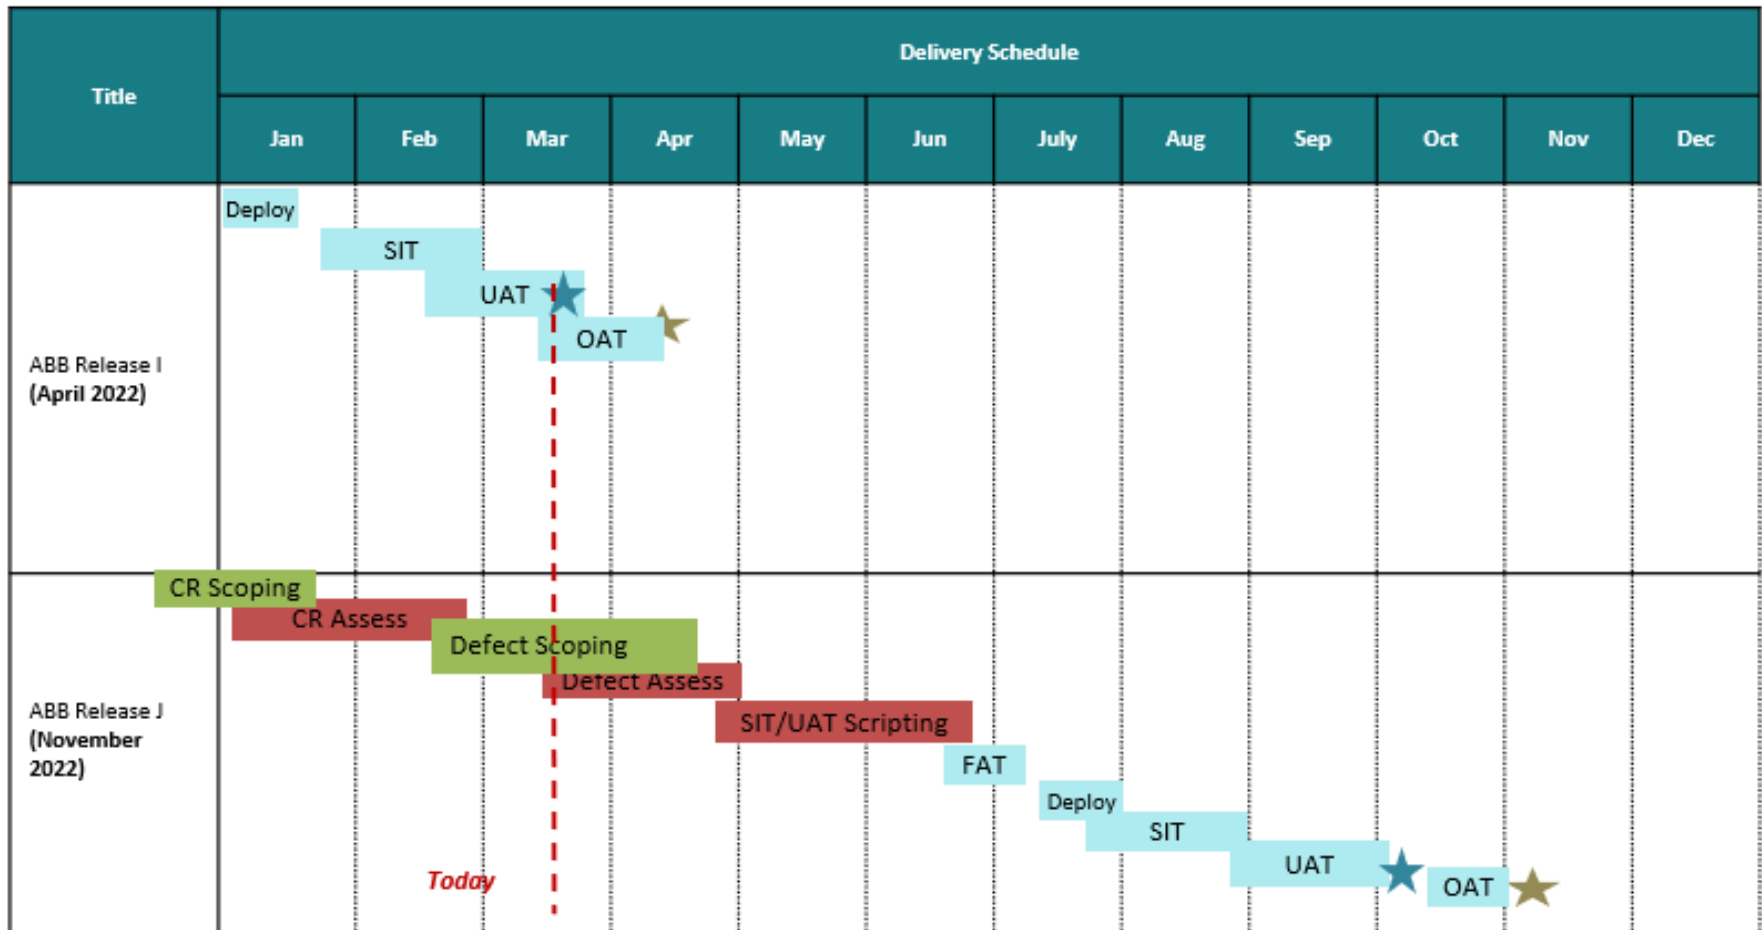 Title
Delivery Schedule
Jan
Feb
Mar
Apr
May
Jun
July
Aug
Sep
Oct
Nov
Dec
ABB Release I
(April 2022)
Deploy
SIT
UAT
OAT
ABB Release J
(November
2022)
CR Scoping
CR Assess
Defect Scoping
Defect Assess
SIT/UAT Scripting
FAT
Deploy
SIT
UAT
OAT
Today